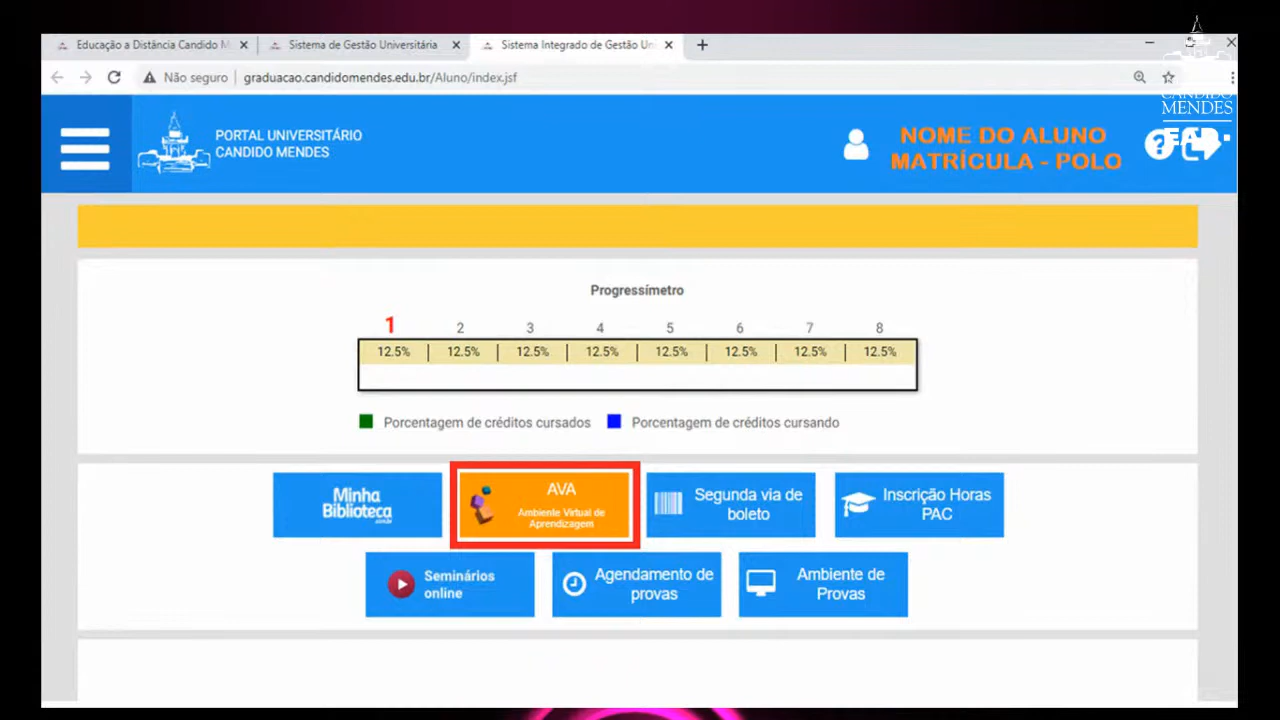 Educação a Distância Candido M
Sistema de Gestão Universitária
Sistema Integrado de Gestão Un
Não seguro
graduacao.candidomendes.edu.br/Aluno/index.jsf
CANDIDO
MENDES
EAD.
PORTAL UNIVERSITÁRIO
CANDIDO MENDES
NOME DO ALUNO
MATRÍCULA - POLO
?
Progressímetro
1 2 3 4 5 6 7 8
12.5% 12.5% 12.5% 12.5% 12.5% 12.5% 12.5% 12.5%
Porcentagem de créditos cursados
Porcentagem de créditos cursando
Minha
Biblioteca
.com.br
AVA
Ambiente Virtual de
Aprendizagem
Segunda via de
boleto
Inscrição Horas
PAC
Seminários
online
Agendamento de
provas
Ambiente de
Provas